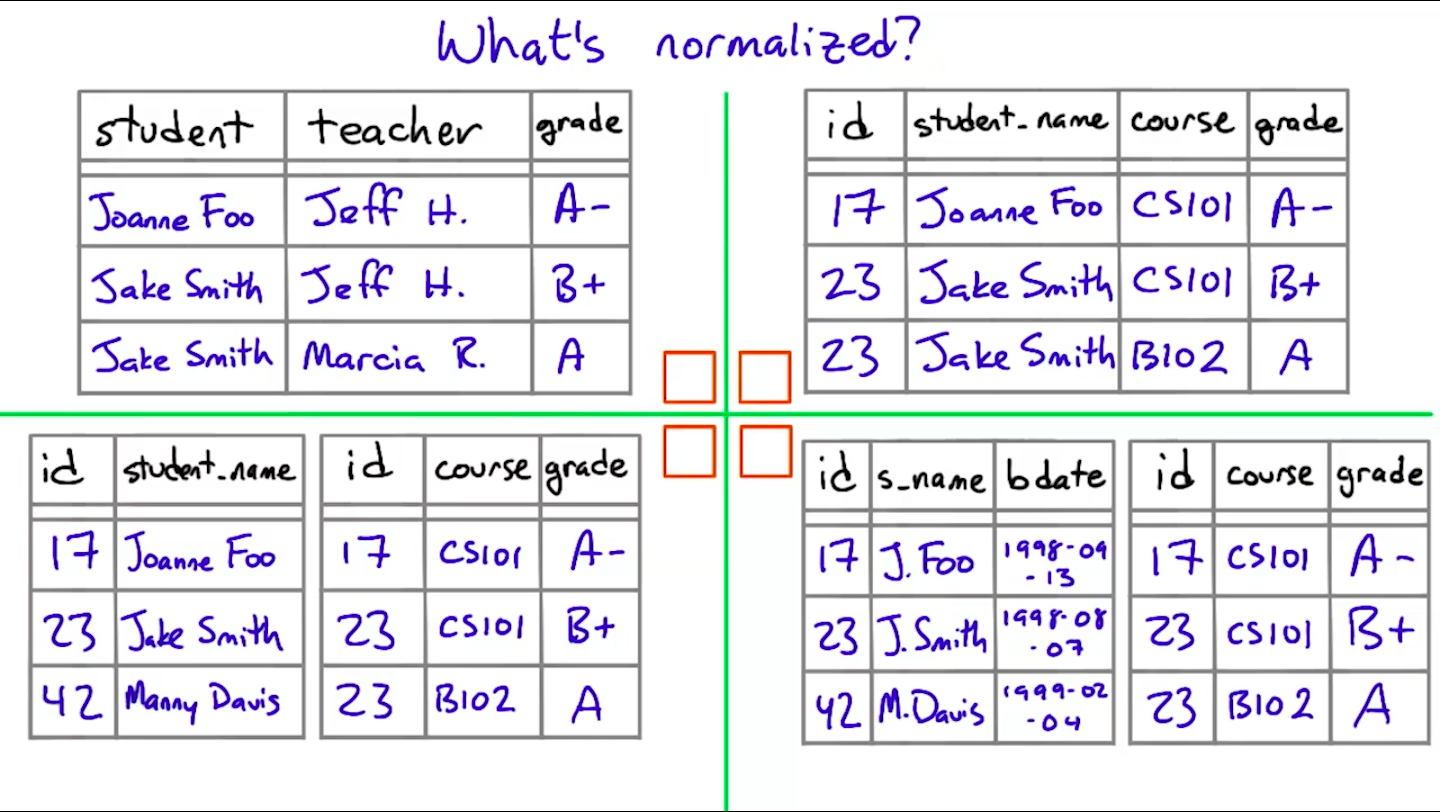 What's normalized?
student teacher grade
Joanne Foo Jeff H. A-
Jake Smith Jeff H. B+
Jake Smith Marcia R. A
id student_name course grade
17 Joanne Foo CS101 A-
23 Jake Smith CS101 B+
23 Jake Smith B102 A
id student_name
17 Joanne Foo
23 Jake Smith
42 Manny Davis
id course grade
17 CS101 A-
23 CS101 B+
23 B102 A
id s_name bdate
17 J. Foo 1998-09
-13
23 J. Smith 1998-08
-07
42 M. Davis 1999-02
-04
id course grade
17 CS101 A-
23 CS101 B+
23 B102 A